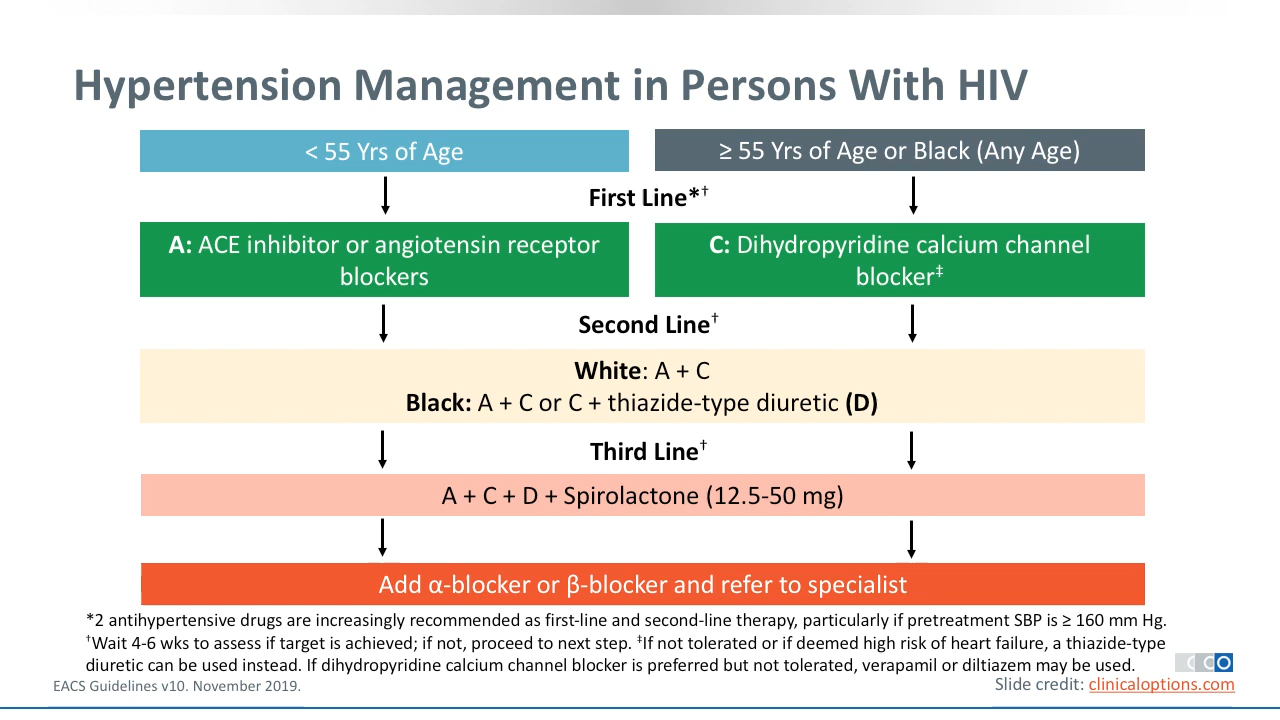 Hypertension Management in Persons With HIV
< 55 Yrs of Age
≥ 55 Yrs of Age or Black (Any Age)
First Line*†
A: ACE inhibitor or angiotensin receptor
blockers
C: Dihydropyridine calcium channel
blocker‡
Second Line†
White: A + C
Black: A + C or C + thiazide-type diuretic (D)
Third Line†
A + C + D + Spirolactone (12.5-50 mg)
Add α-blocker or β-blocker and refer to specialist
*2 antihypertensive drugs are increasingly recommended as first-line and second-line therapy, particularly if pretreatment SBP is ≥ 160 mm Hg.
†Wait 4-6 wks to assess if target is achieved; if not, proceed to next step. ‡If not tolerated or if deemed high risk of heart failure, a thiazide-type
diuretic can be used instead. If dihydropyridine calcium channel blocker is preferred but not tolerated, verapamil or diltiazem may be used.
CCO
EACS Guidelines v10. November 2019.
Slide credit: clinicaloptions.com